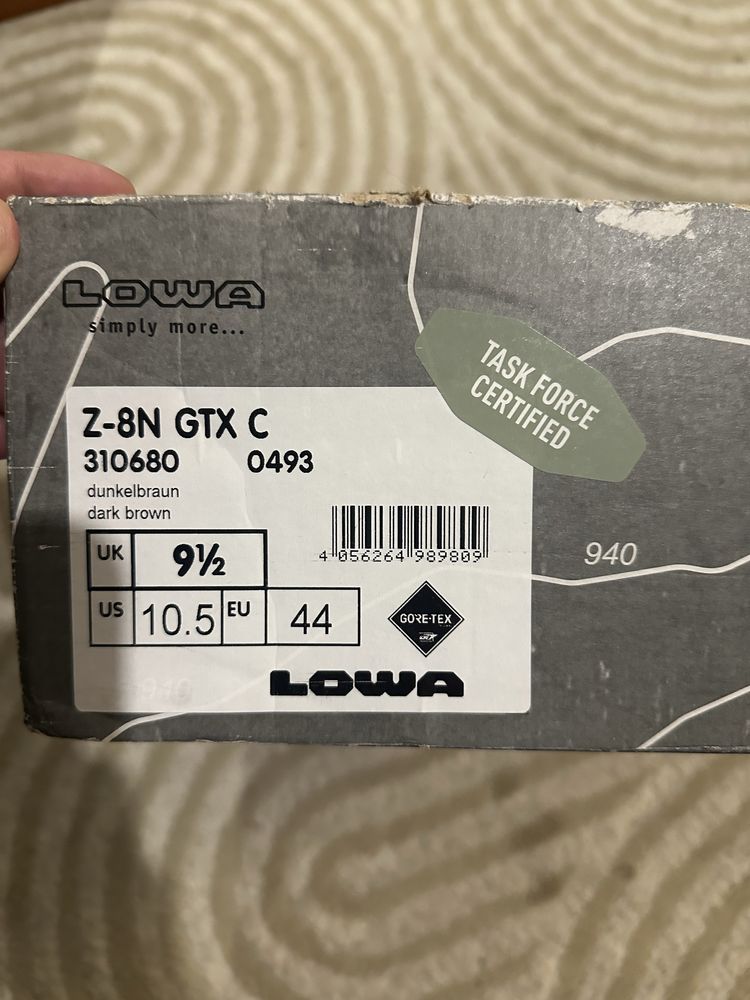 LOWA
simply more...
TASK FORCE
CERTIFIED
Z-8N GTX C
310680 0493
dunkelbraun
dark brown
UK 9½
US 10.5 EU 44
4 056264 989809
GORE-TEX
LOWA
940
940